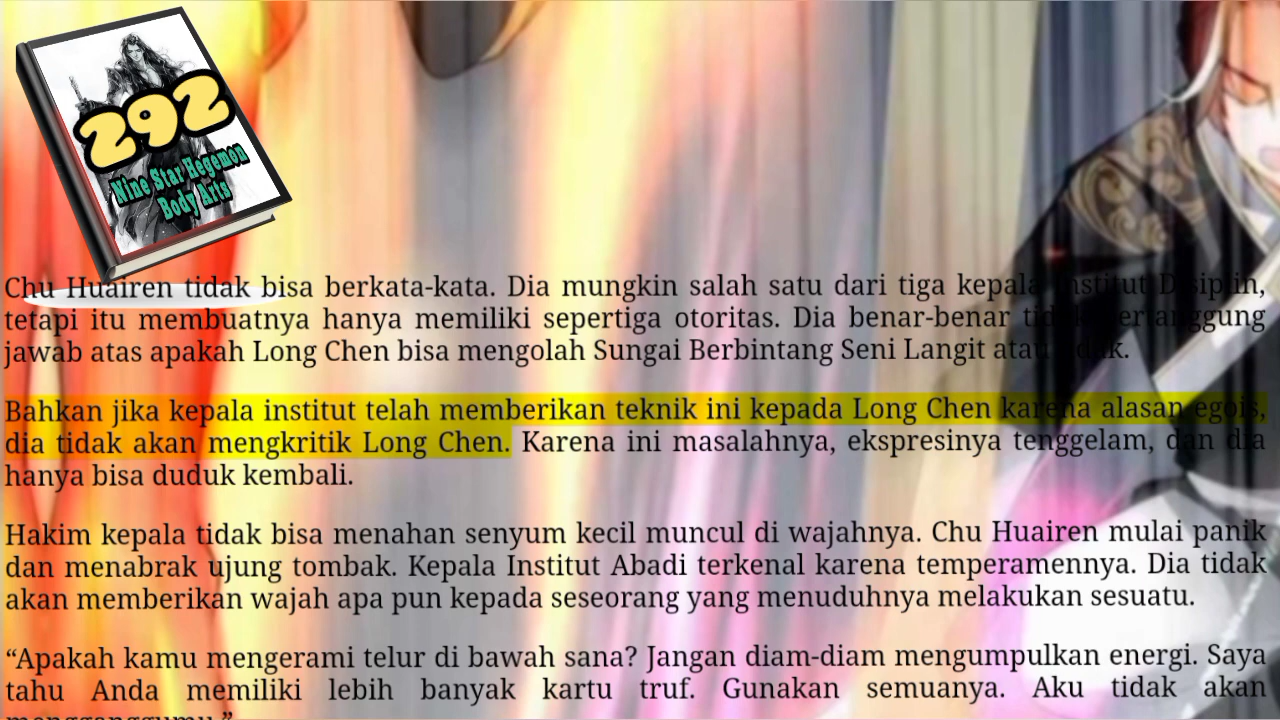 292
Nine Star Hegemon
Body Arts
Chu Huairen tidak bisa berkata-kata. Dia mungkin salah satu dari tiga kepala Institut Disiplin,
tetapi itu membuatnya hanya memiliki sepertiga otoritas. Dia benar-benar tidak bertanggung
jawab atas apakah Long Chen bisa mengolah Sungai Berbintang Seni Langit atau tidak.
Bahkan jika kepala institut telah memberikan teknik ini kepada Long Chen karena alasan egois,
dia tidak akan mengkritik Long Chen. Karena ini masalahnya, ekspresinya tenggelam, dan dia
hanya bisa duduk kembali.
Hakim kepala tidak bisa menahan senyum kecil muncul di wajahnya. Chu Huairen mulai panik
dan menabrak ujung tombak. Kepala Institut Abadi terkenal karena temperamennya. Dia tidak
akan memberikan wajah apa pun kepada seseorang yang menuduhnya melakukan sesuatu.
“Apakah kamu mengerami telur di bawah sana? Jangan diam-diam mengumpulkan energi. Saya
tahu Anda memiliki lebih banyak kartu truf. Gunakan semuanya. Aku tidak akan